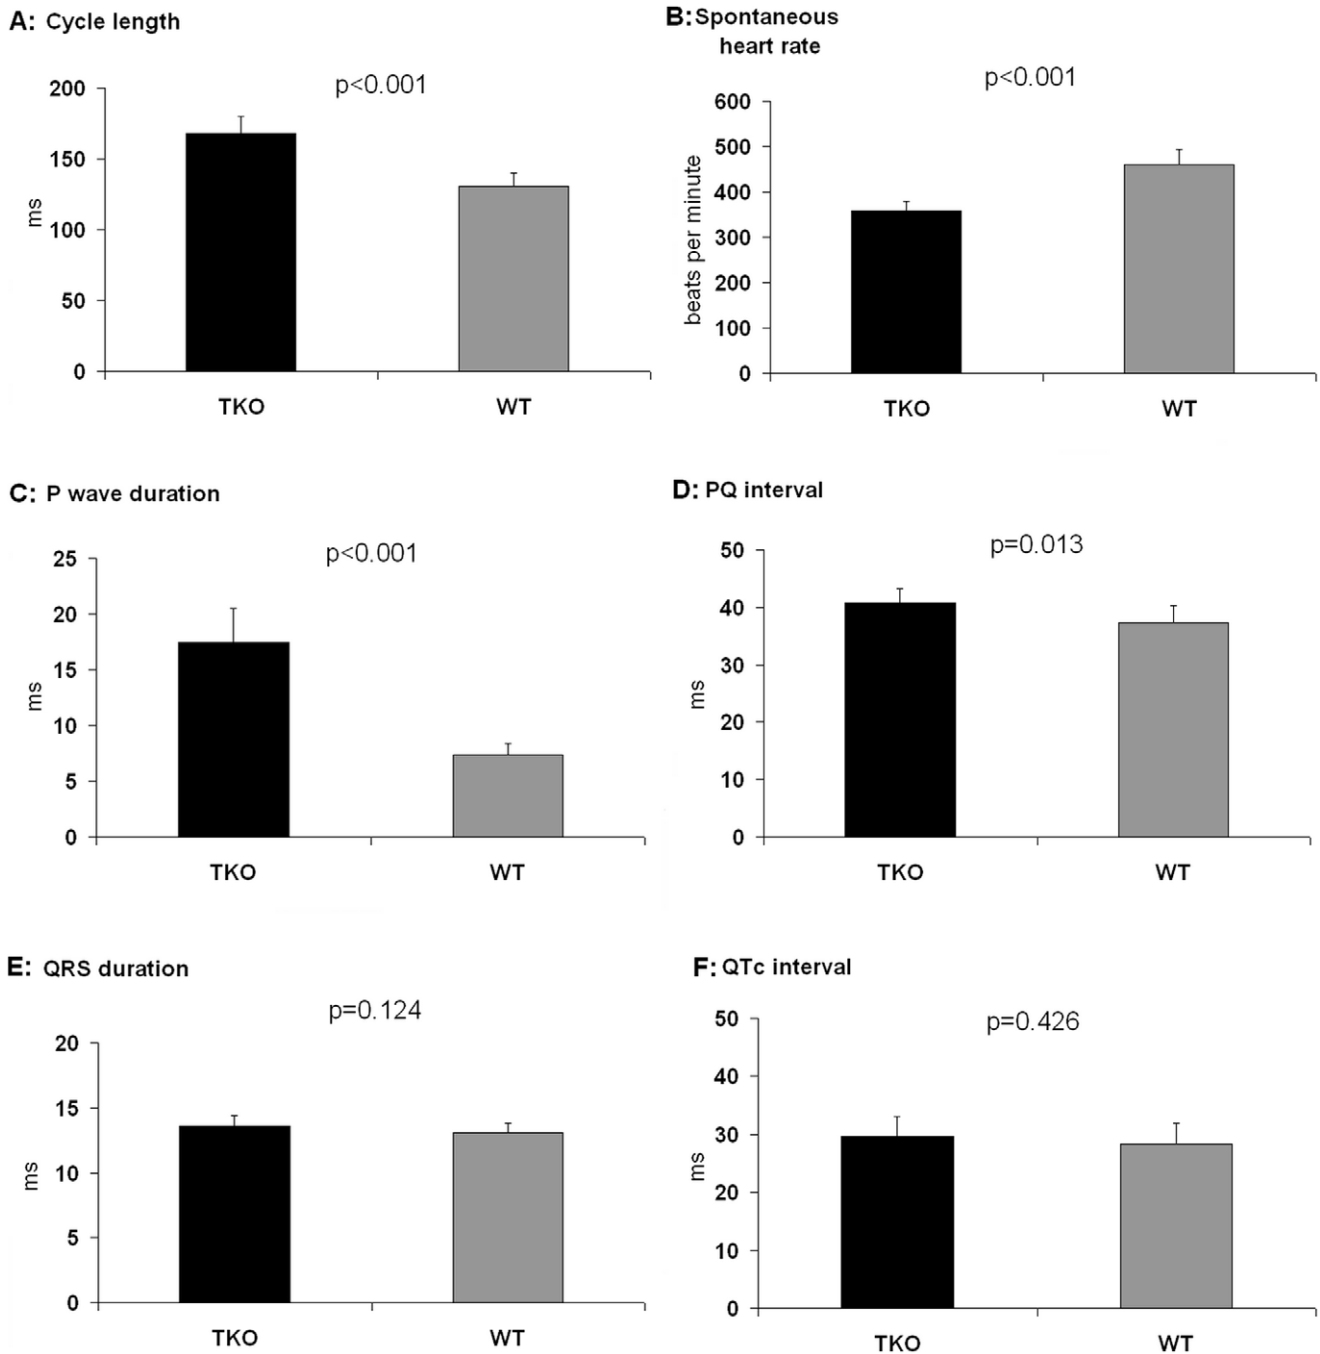 A: Cycle length
p<0.001
200
150
100
50
0
ms
TKO
WT
B:Spontaneous
heart rate
p<0.001
600
500
400
300
200
100
0
beats per minute
TKO
WT
C: P wave duration
p<0.001
25
20
15
10
5
0
ms
TKO
WT
D: PQ interval
p=0.013
50
40
30
20
10
0
ms
TKO
WT
E: QRS duration
p=0.124
20
15
10
5
0
ms
TKO
WT
F: QTc interval
p=0.426
50
40
30
20
10
0
ms
TKO
WT